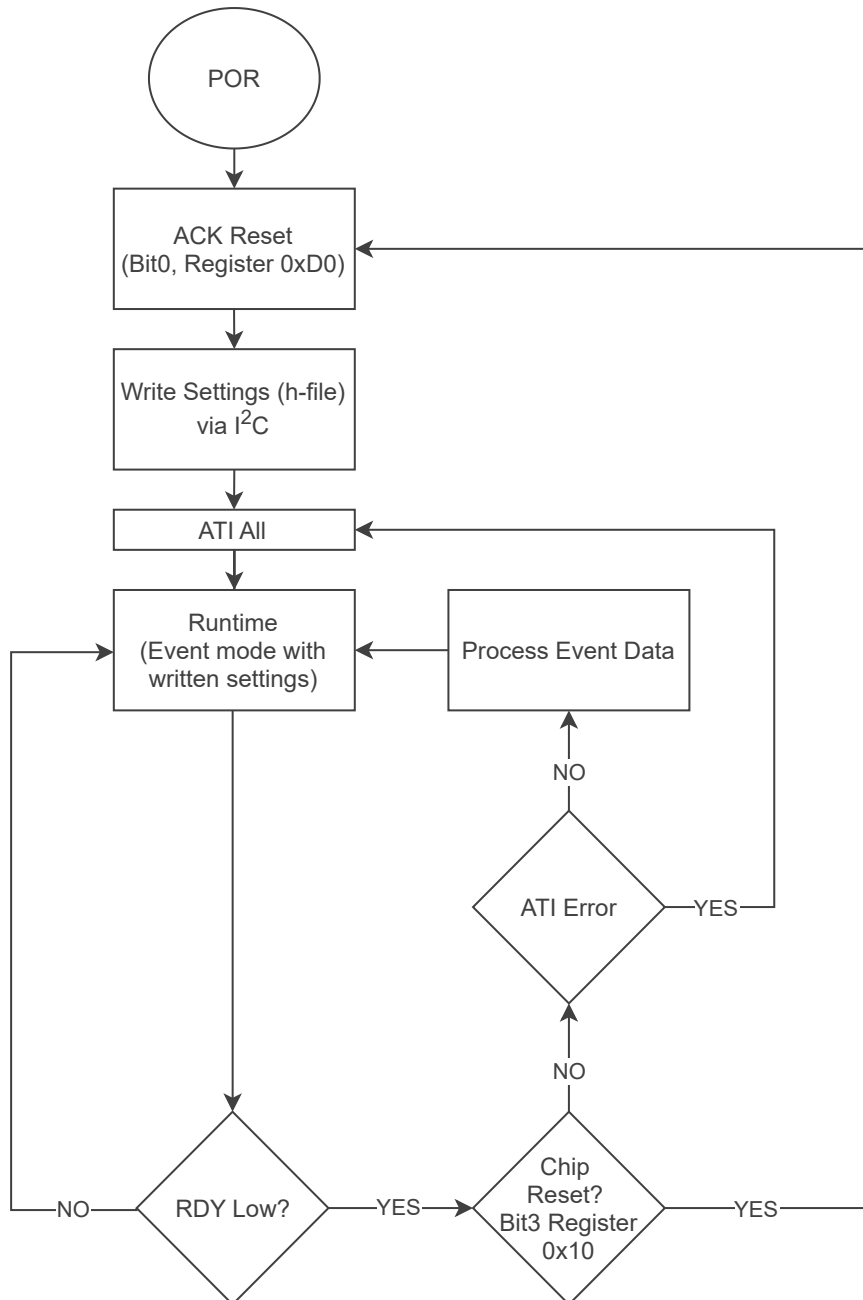 POR
ACK Reset
(Bit0, Register 0xD0)
Write Settings (h-file)
via I²C
ATI All
Runtime
(Event mode with
written settings)
Process Event Data
NO
ATI Error
YES
NO
NO
RDY Low?
YES
Chip
Reset?
Bit3 Register
0x10
YES